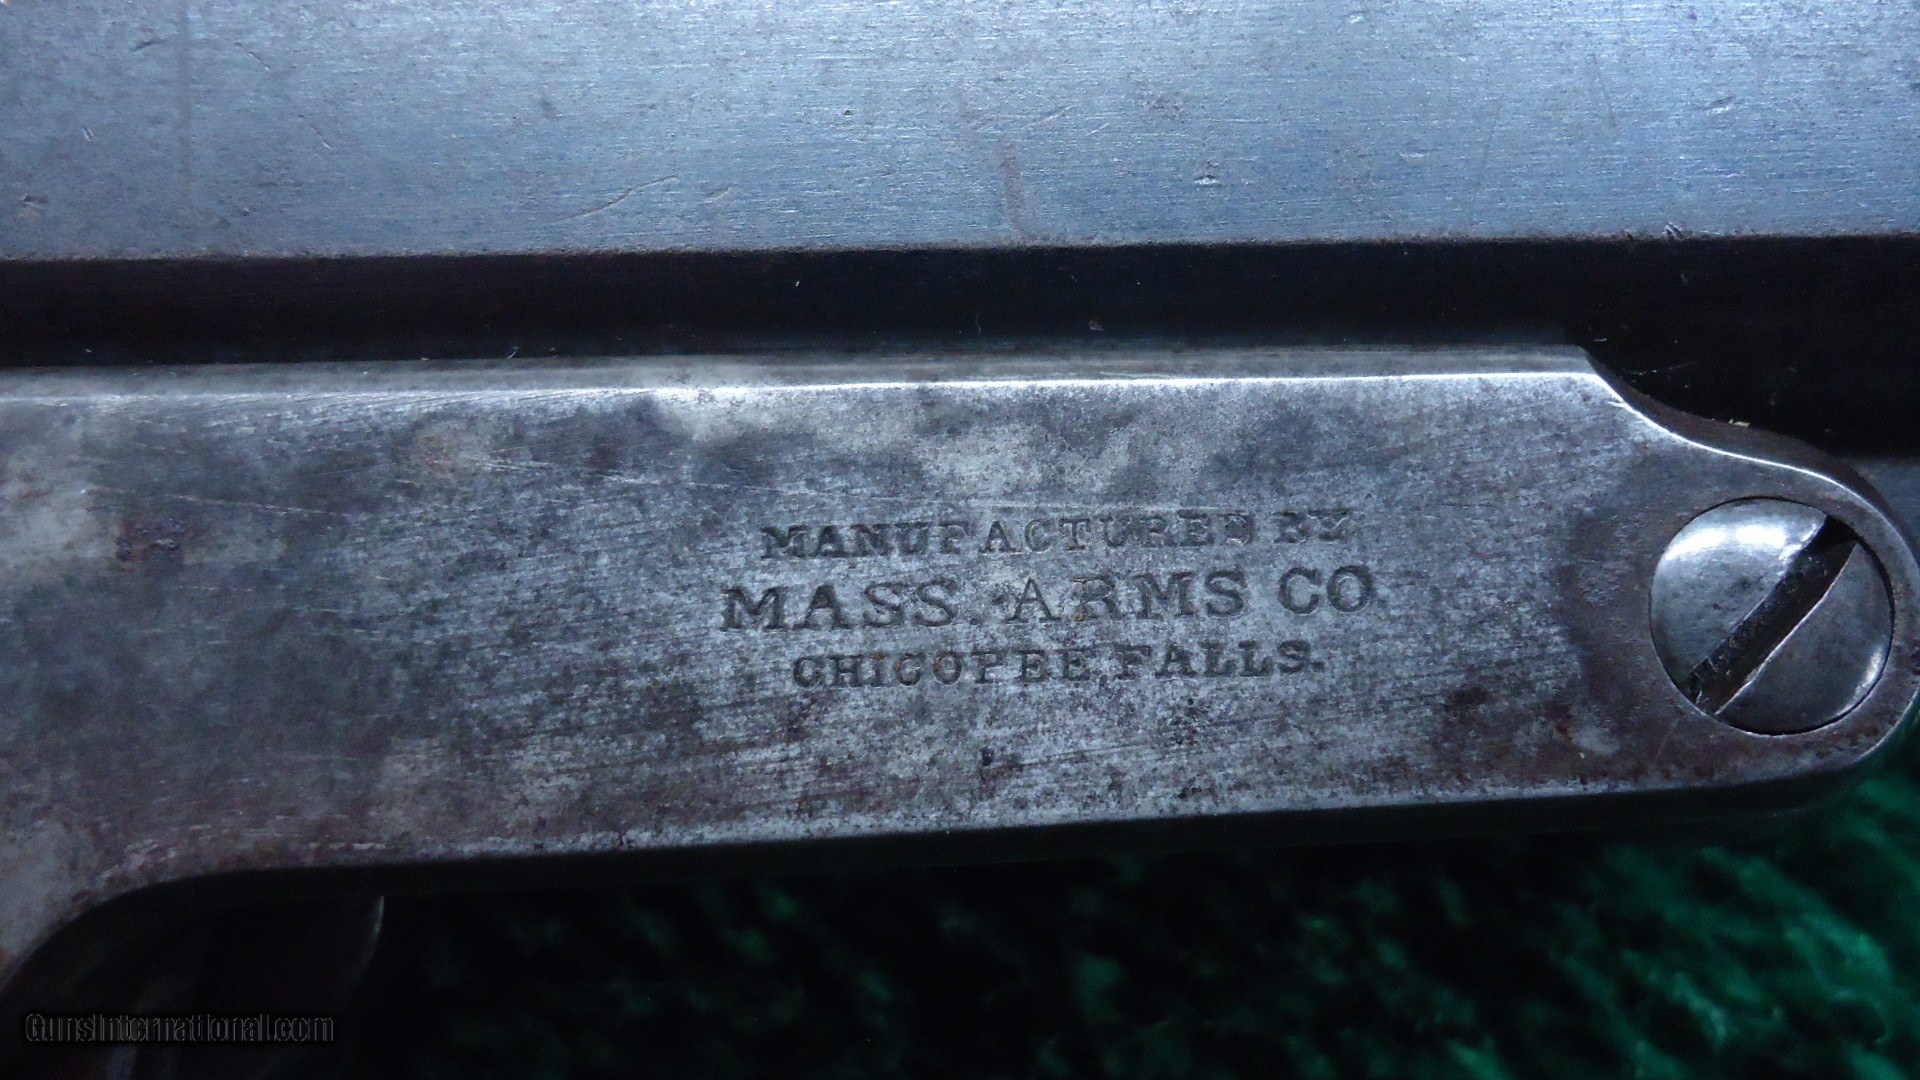 MANUFACTURED BY
MASS. ARMS CO.
CHICOPEE FALLS.
GunsInternational.com